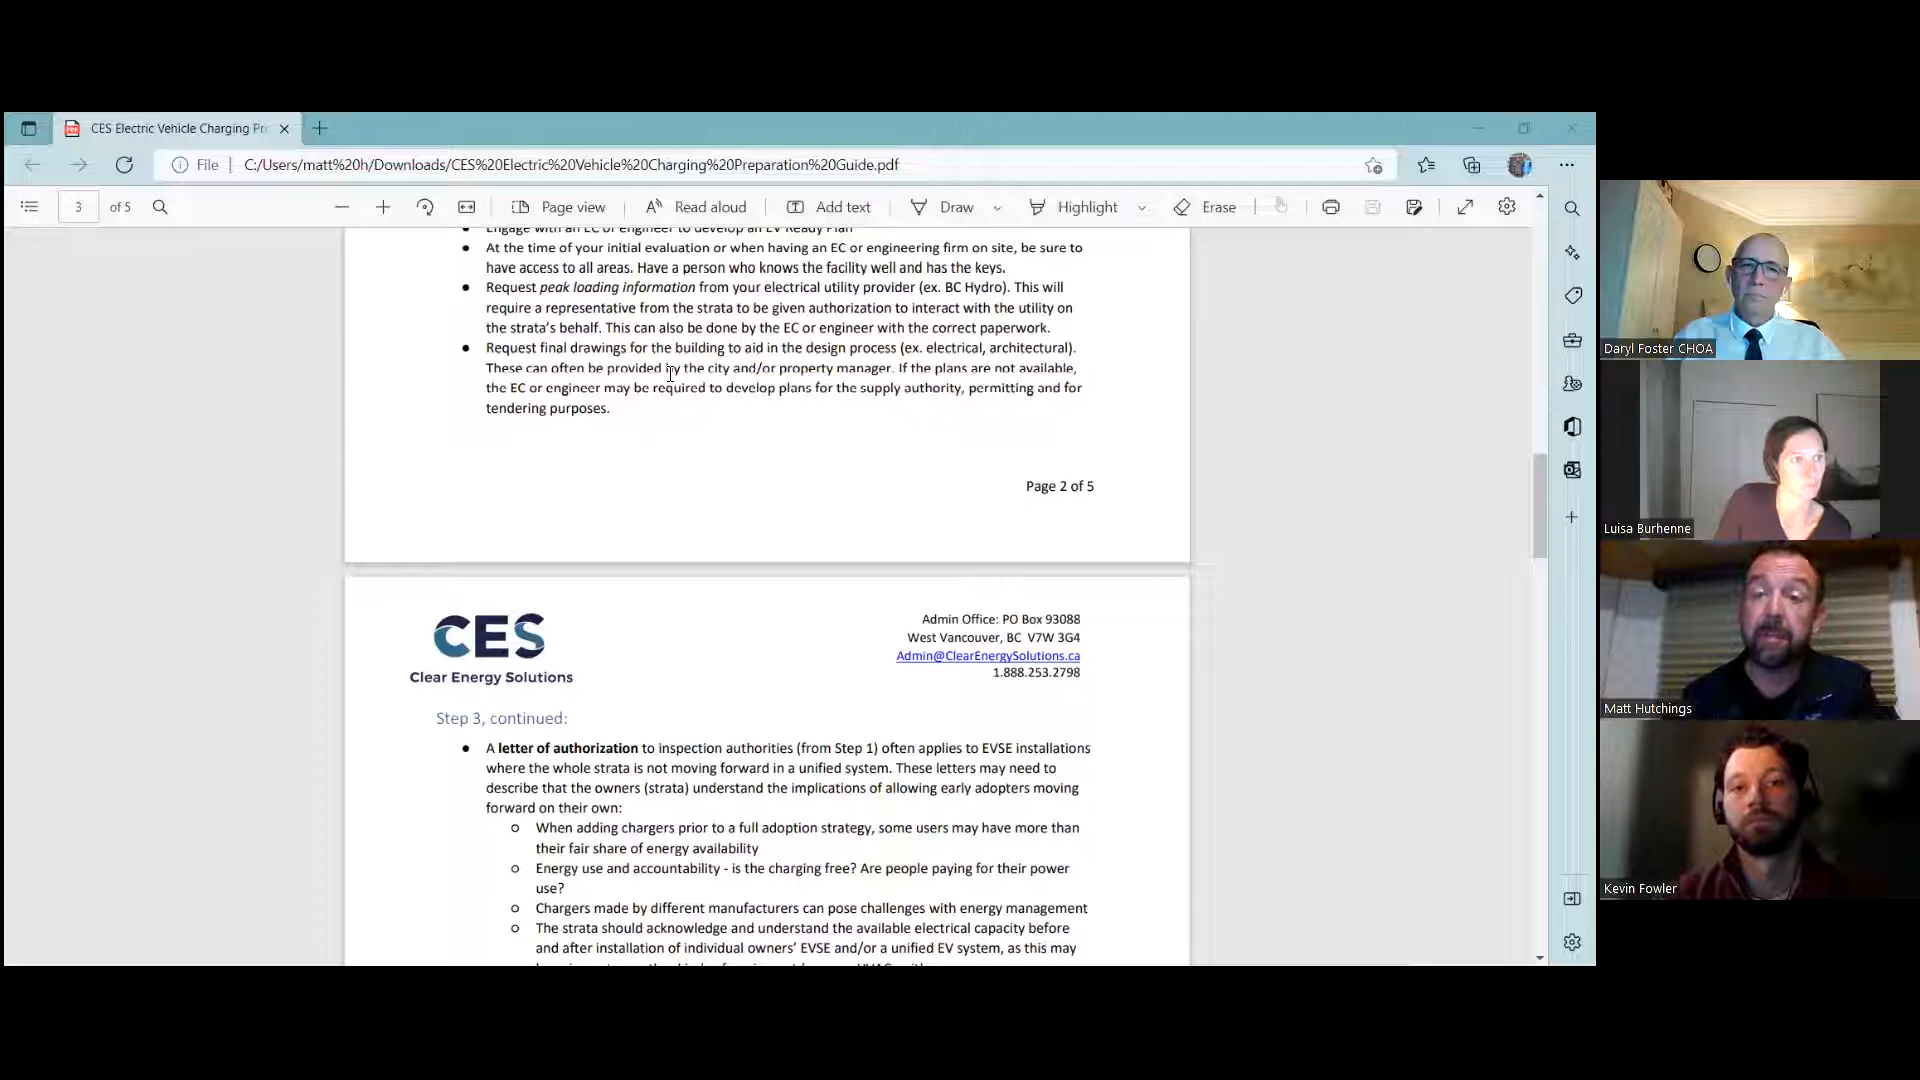 CES Electric Vehicle Charging Pr
File
C:/Users/matt%20h/Downloads/CES%20Electric%20Vehicle%20Charging%20Preparation%20Guide.pdf
3 of 5
Page view
Read aloud
Add text
Draw
Highlight
Erase
Engage with an EC or engineer to develop an EV Ready Plan
● At the time of your initial evaluation or when having an EC or engineering firm on site, be sure to
have access to all areas. Have a person who knows the facility well and has the keys.
● Request peak loading information from your electrical utility provider (ex. BC Hydro). This will
require a representative from the strata to be given authorization to interact with the utility on
the strata's behalf. This can also be done by the EC or engineer with the correct paperwork.
● Request final drawings for the building to aid in the design process (ex. electrical, architectural).
These can often be provided by the city and/or property manager. If the plans are not available,
the EC or engineer may be required to develop plans for the supply authority, permitting and for
tendering purposes.
Page 2 of 5
CES
Clear Energy Solutions
Admin Office: PO Box 93088
West Vancouver, BC V7W 3G4
Admin@ClearEnergySolutions.ca
1.888.253.2798
Step 3, continued:
● A letter of authorization to inspection authorities (from Step 1) often applies to EVSE installations
where the whole strata is not moving forward in a unified system. These letters may need to
describe that the owners (strata) understand the implications of allowing early adopters moving
forward on their own:
○ When adding chargers prior to a full adoption strategy, some users may have more than
their fair share of energy availability
○ Energy use and accountability - is the charging free? Are people paying for their power
use?
○ Chargers made by different manufacturers can pose challenges with energy management
○ The strata should acknowledge and understand the available electrical capacity before
and after installation of individual owners' EVSE and/or a unified EV system, as this may
Daryl Foster CHOA
Luisa Burhenne
Matt Hutchings
Kevin Fowler